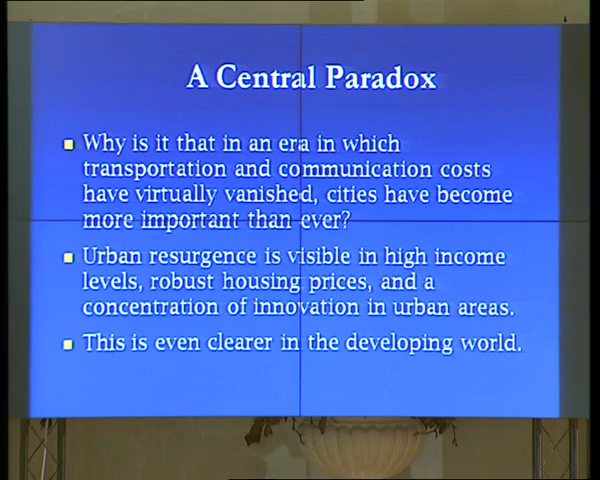 A Central Paradox
Why is it that in an era in which
transportation and communication costs
have virtually vanished, cities have become
more important than ever?
Urban resurgence is visible in high income
levels, robust housing prices, and a
concentration of innovation in urban areas.
This is even clearer in the developing world.